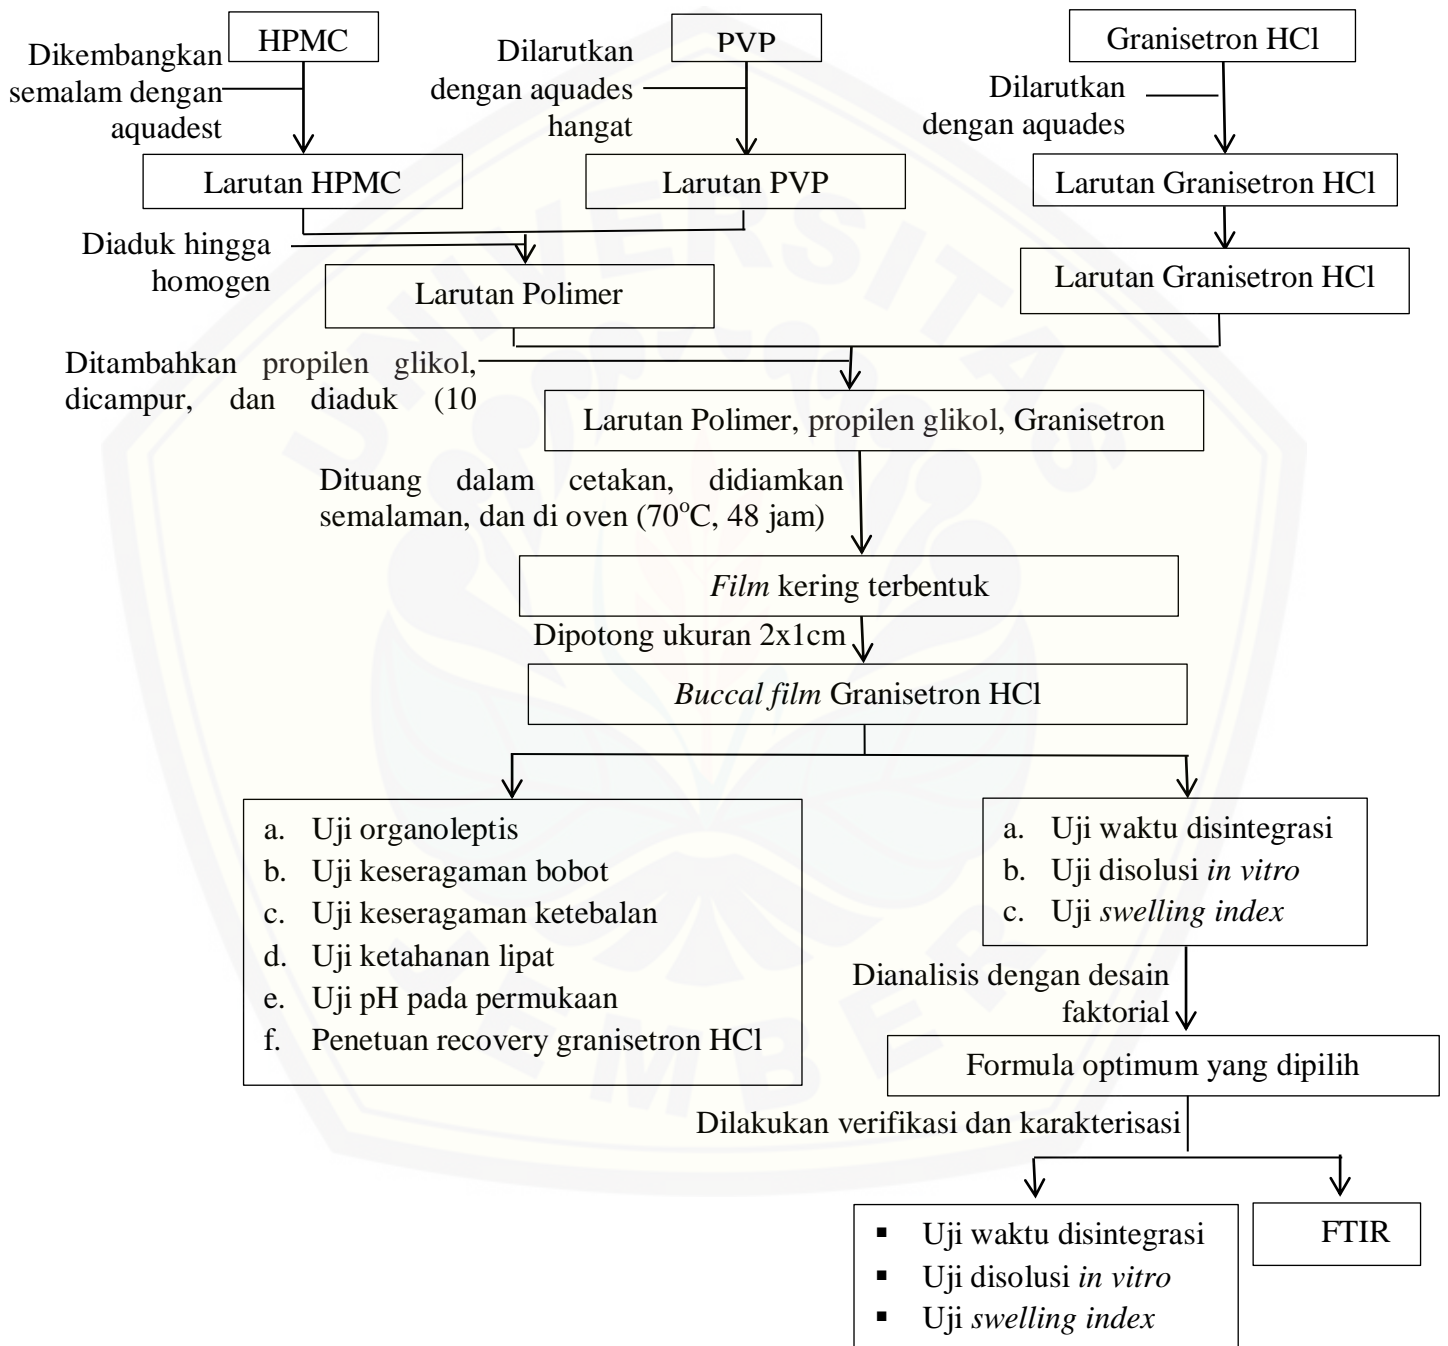 HPMC
PVP
Granisetron HCl
Dikembangkan
semalam dengan
aquadest
Dilarutkan
dengan aquades
hangat
Dilarutkan
dengan aquades
Larutan HPMC
Larutan PVP
Larutan Granisetron HCl
Diaduk hingga
homogen
Larutan Polimer
Larutan Granisetron HCl
Ditambahkan propilen glikol,
dicampur, dan diaduk (10
Larutan Polimer, propilen glikol, Granisetron
Dituang dalam cetakan, didiamkan
semalaman, dan di oven (70°C, 48 jam)
Film kering terbentuk
Dipotong ukuran 2x1cm
Buccal film Granisetron HCl
a. Uji organoleptis
b. Uji keseragaman bobot
c. Uji keseragaman ketebalan
d. Uji ketahanan lipat
e. Uji pH pada permukaan
f. Penetuan recovery granisetron HCl
a. Uji waktu disintegrasi
b. Uji disolusi in vitro
c. Uji swelling index
Dianalisis dengan desain
faktorial
Formula optimum yang dipilih
Dilakukan verifikasi dan karakterisasi
▪ Uji waktu disintegrasi
▪ Uji disolusi in vitro
▪ Uji swelling index
FTIR
UNIVERSITAS
JEMBER